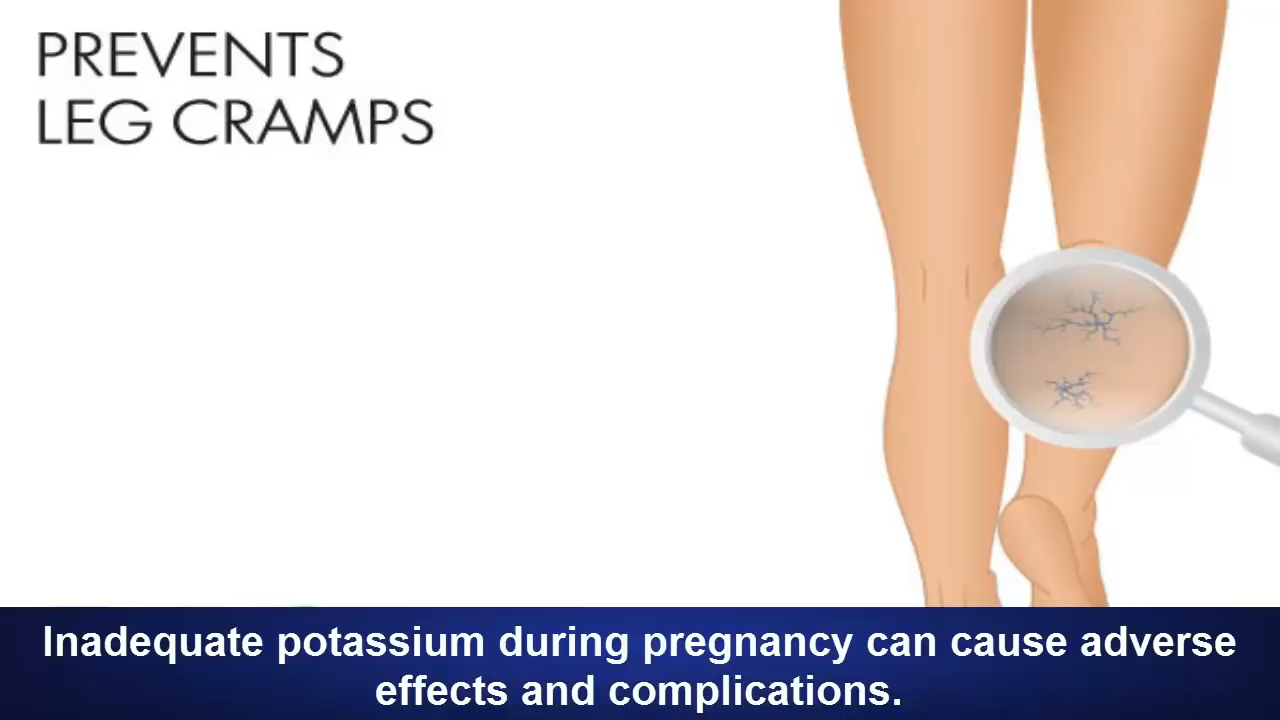 PREVENTS
LEG CRAMPS
Inadequate potassium during pregnancy can cause adverse
effects and complications.